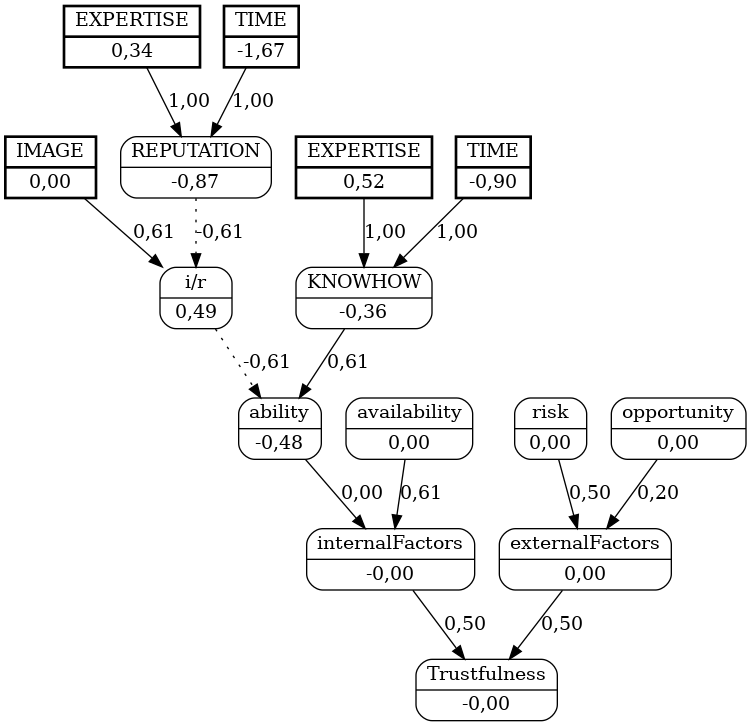 EXPERTISE
0,34
TIME
-1,67
1,00
1,00
IMAGE
0,00
REPUTATION
-0,87
EXPERTISE
0,52
TIME
-0,90
0,61
-0,61
1,00
1,00
i/r
0,49
KNOWHOW
-0,36
-0,61
0,61
ability
-0,48
availability
0,00
risk
0,00
opportunity
0,00
0,00
0,61
0,50
0,20
internalFactors
-0,00
externalFactors
0,00
0,50
0,50
Trustfulness
-0,00